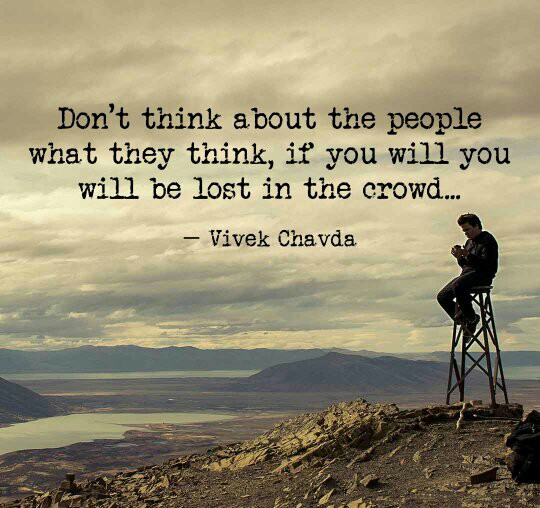 Don't think about the people
what they think, if you will you
will be lost in the crowd...
— Vivek Chavda